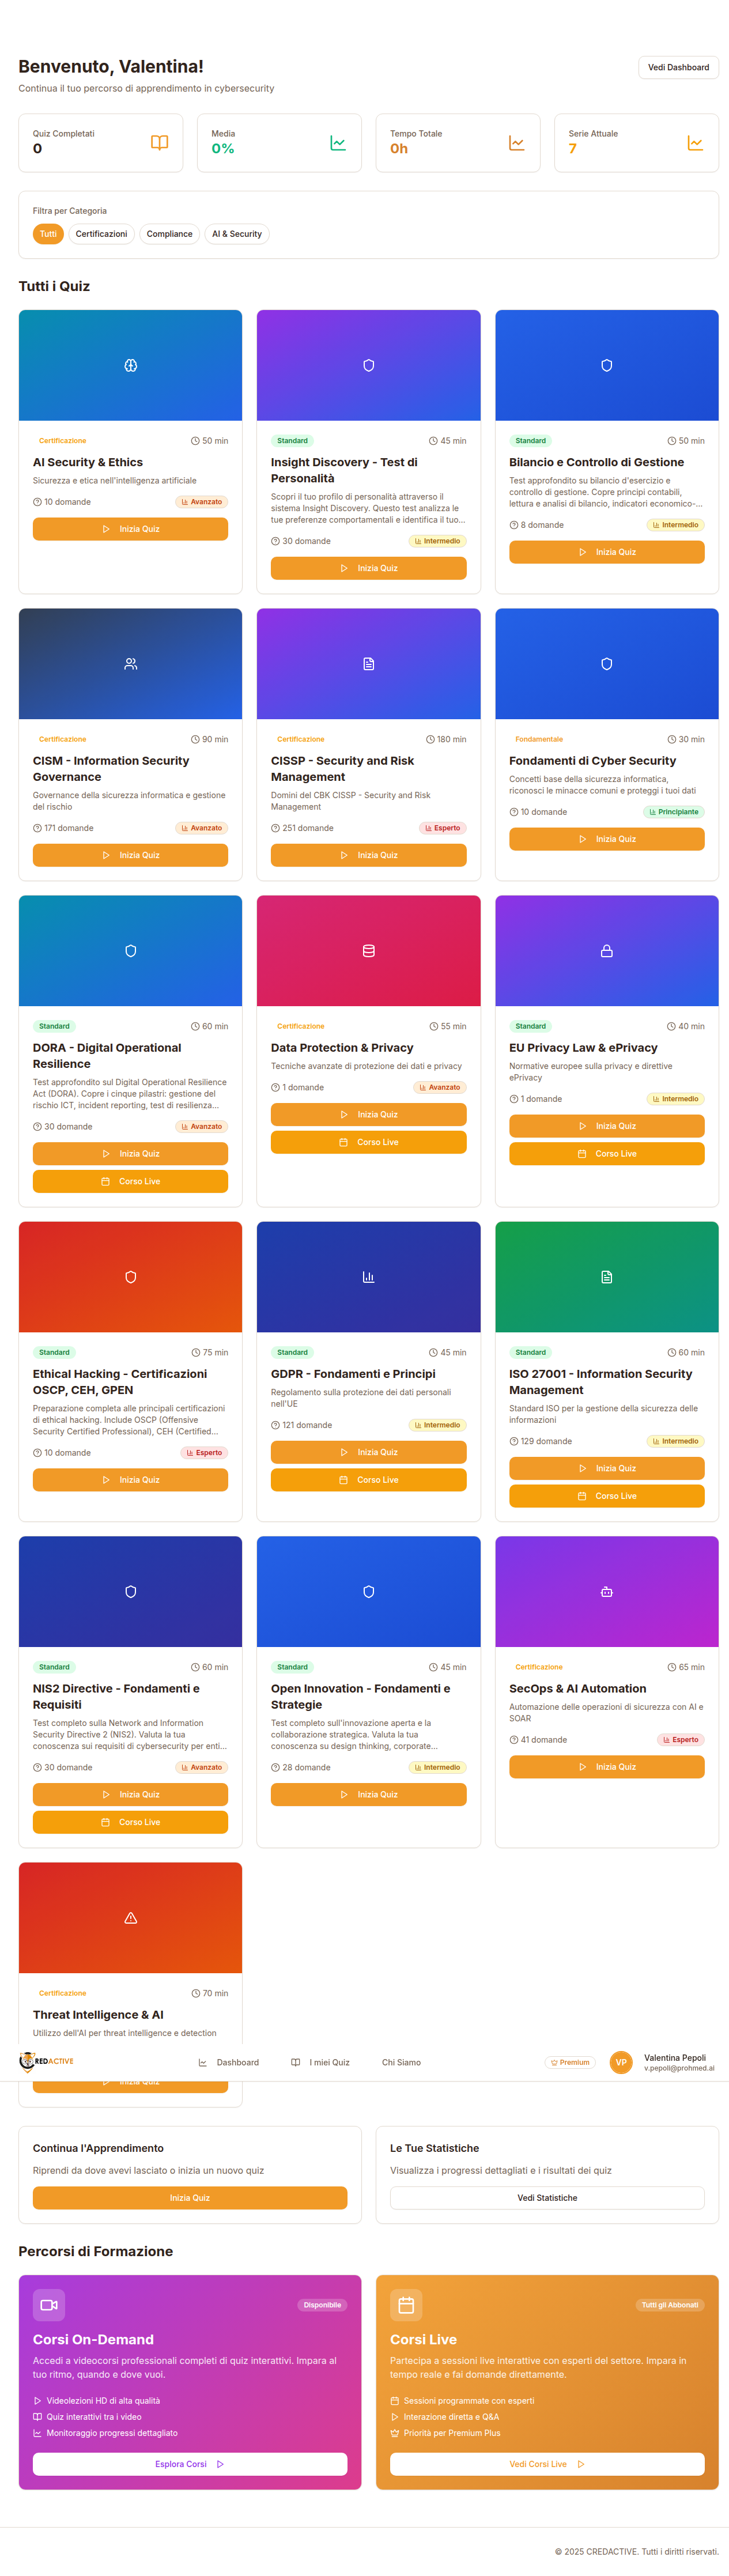 Benvenuto, Valentina!
Vedi Dashboard
Continua il tuo percorso di apprendimento in cybersecurity
Quiz Completati
0
Media
0%
Tempo Totale
0h
Serie Attuale
7
Filtra per Categoria
Tutti
Certificazioni
Compliance
AI & Security
Tutti i Quiz
Certificazione
50 min
AI Security & Ethics
Sicurezza e etica nell'intelligenza artificiale
10 domande
Avanzato
Inizia Quiz
Standard
45 min
Insight Discovery - Test di
Personalità
Scopri il tuo profilo di personalità attraverso il
sistema Insight Discovery. Questo test analizza le
tue preferenze comportamentali e identifica il tuo...
30 domande
Intermedio
Inizia Quiz
Standard
50 min
Bilancio e Controllo di Gestione
Test approfondito su bilancio d'esercizio e
controllo di gestione. Copre principi contabili,
lettura e analisi di bilancio, indicatori economico-...
8 domande
Intermedio
Inizia Quiz
Certificazione
90 min
CISM - Information Security
Governance
Governance della sicurezza informatica e gestione
del rischio
171 domande
Avanzato
Inizia Quiz
Certificazione
180 min
CISSP - Security and Risk
Management
Domini del CBK CISSP - Security and Risk
Management
251 domande
Esperto
Inizia Quiz
Fondamentale
30 min
Fondamenti di Cyber Security
Concetti base della sicurezza informatica,
riconosci le minacce comuni e proteggi i tuoi dati
10 domande
Principiante
Inizia Quiz
Standard
60 min
DORA - Digital Operational
Resilience
Test approfondito sul Digital Operational Resilience
Act (DORA). Copre i cinque pilastri: gestione del
rischio ICT, incident reporting, test di resilienza...
30 domande
Avanzato
Inizia Quiz
Corso Live
Certificazione
55 min
Data Protection & Privacy
Tecniche avanzate di protezione dei dati e privacy
1 domande
Avanzato
Inizia Quiz
Corso Live
Standard
40 min
EU Privacy Law & ePrivacy
Normative europee sulla privacy e direttive
ePrivacy
1 domande
Intermedio
Inizia Quiz
Corso Live
Standard
75 min
Ethical Hacking - Certificazioni
OSCP, CEH, GPEN
Preparazione completa alle principali certificazioni
di ethical hacking. Include OSCP (Offensive
Security Certified Professional), CEH (Certified...
10 domande
Esperto
Inizia Quiz
Standard
45 min
GDPR - Fondamenti e Principi
Regolamento sulla protezione dei dati personali
nell'UE
121 domande
Intermedio
Inizia Quiz
Corso Live
Standard
60 min
ISO 27001 - Information Security
Management
Standard ISO per la gestione della sicurezza delle
informazioni
129 domande
Intermedio
Inizia Quiz
Corso Live
Standard
60 min
NIS2 Directive - Fondamenti e
Requisiti
Test completo sulla Network and Information
Security Directive 2 (NIS2). Valuta la tua
conoscenza sui requisiti di cybersecurity per enti...
30 domande
Avanzato
Inizia Quiz
Corso Live
Standard
45 min
Open Innovation - Fondamenti e
Strategie
Test completo sull'innovazione aperta e la
collaborazione strategica. Valuta la tua
conoscenza su design thinking, corporate...
28 domande
Intermedio
Inizia Quiz
Certificazione
65 min
SecOps & AI Automation
Automazione delle operazioni di sicurezza con AI e
SOAR
41 domande
Esperto
Inizia Quiz
Certificazione
70 min
Threat Intelligence & AI
Utilizzo dell'AI per threat intelligence e detection
REDACTIVE
Dashboard
I miei Quiz
Chi Siamo
Premium
VP
Valentina Pepoli
v.pepoli@prohmed.ai
Inizia Quiz
Continua l'Apprendimento
Riprendi da dove avevi lasciato o inizia un nuovo quiz
Inizia Quiz
Le Tue Statistiche
Visualizza i progressi dettagliati e i risultati dei quiz
Vedi Statistiche
Percorsi di Formazione
Disponibile
Corsi On-Demand
Accedi a videocorsi professionali completi di quiz interattivi. Impara al
tuo ritmo, quando e dove vuoi.
Videolezioni HD di alta qualità
Quiz interattivi tra i video
Monitoraggio progressi dettagliato
Esplora Corsi
Tutti gli Abbonati
Corsi Live
Partecipa a sessioni live interattive con esperti del settore. Impara in
tempo reale e fai domande direttamente.
Sessioni programmate con esperti
Interazione diretta e Q&A
Priorità per Premium Plus
Vedi Corsi Live
© 2025 CREDACTIVE. Tutti i diritti riservati.